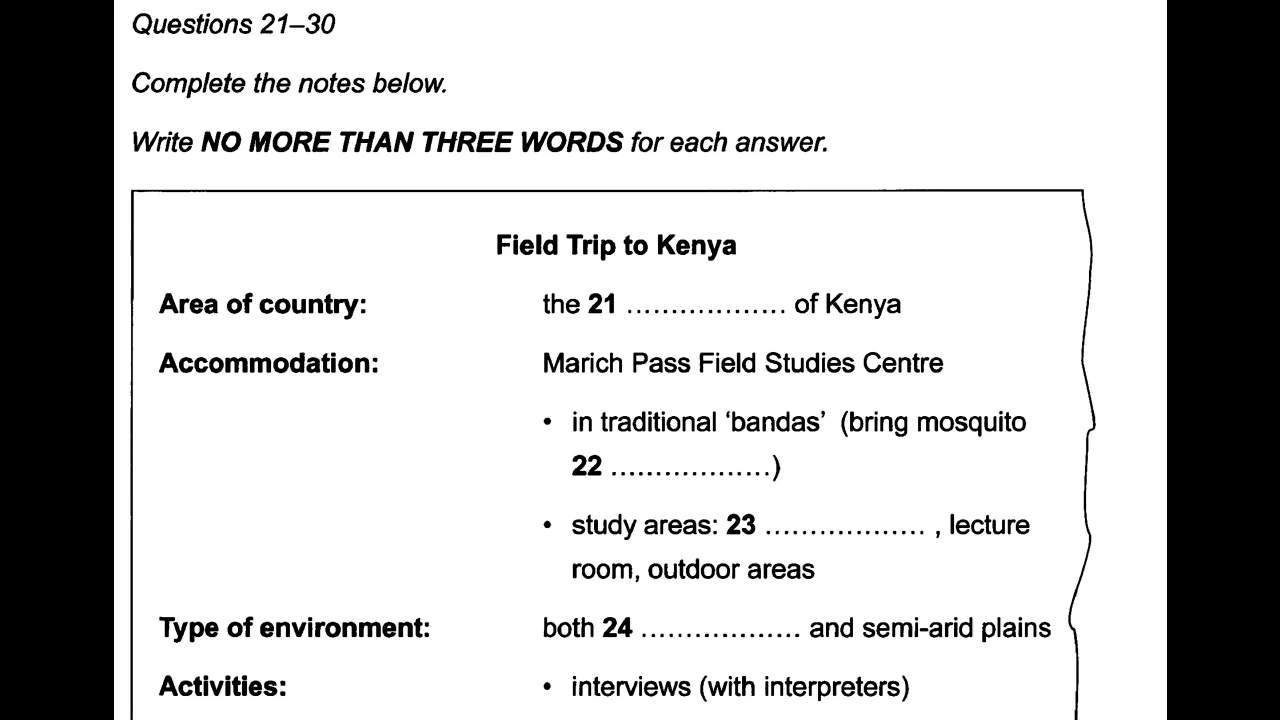 Questions 21–30
Complete the notes below.
Write NO MORE THAN THREE WORDS for each answer.
Field Trip to Kenya
Area of country: the 21 .................. of Kenya
Accommodation: Marich Pass Field Studies Centre
• in traditional ‘bandas’ (bring mosquito
22 ..................)
• study areas: 23 .................. , lecture
room, outdoor areas
Type of environment: both 24 .................. and semi-arid plains
Activities: • interviews (with interpreters)